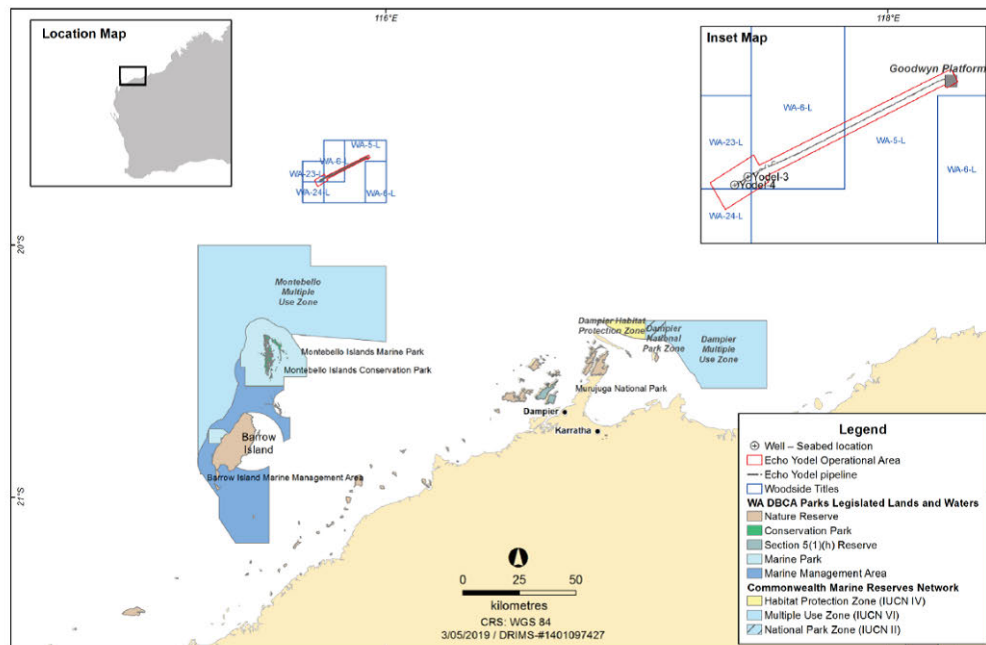 116°E
118°E
Location Map
Inset Map
Goodwyn Platform
WA-6-L
WA-23-L
WA-5-L
WA-6-L
Yodel-3
Yodel-4
WA-24-L
WA-5-L
WA-6-L
WA-23-L
WA-24-L
WA-6-L
20°S
Montebello
Multiple
Use Zone
Dampier Habitat
Protection Zone
Dampier
National
Park Zone
Dampier
Multiple
Use Zone
Montebello Islands Marine Park
Montebello Islands Conservation Park
Murujuga National Park
Dampier
Karratha
Barrow
Island
Barrow Island Marine Management Area
21°S
0 25 50
kilometres
CRS: WGS 84
3/05/2019 / DRIMS-#1401097427
Legend
Well – Seabed location
Echo Yodel Operational Area
Echo Yodel pipeline
Woodside Titles
WA DBCA Parks Legislated Lands and Waters
Nature Reserve
Conservation Park
Section 5(1)(h) Reserve
Marine Park
Marine Management Area
Commonwealth Marine Reserves Network
Habitat Protection Zone (IUCN IV)
Multiple Use Zone (IUCN VI)
National Park Zone (IUCN II)